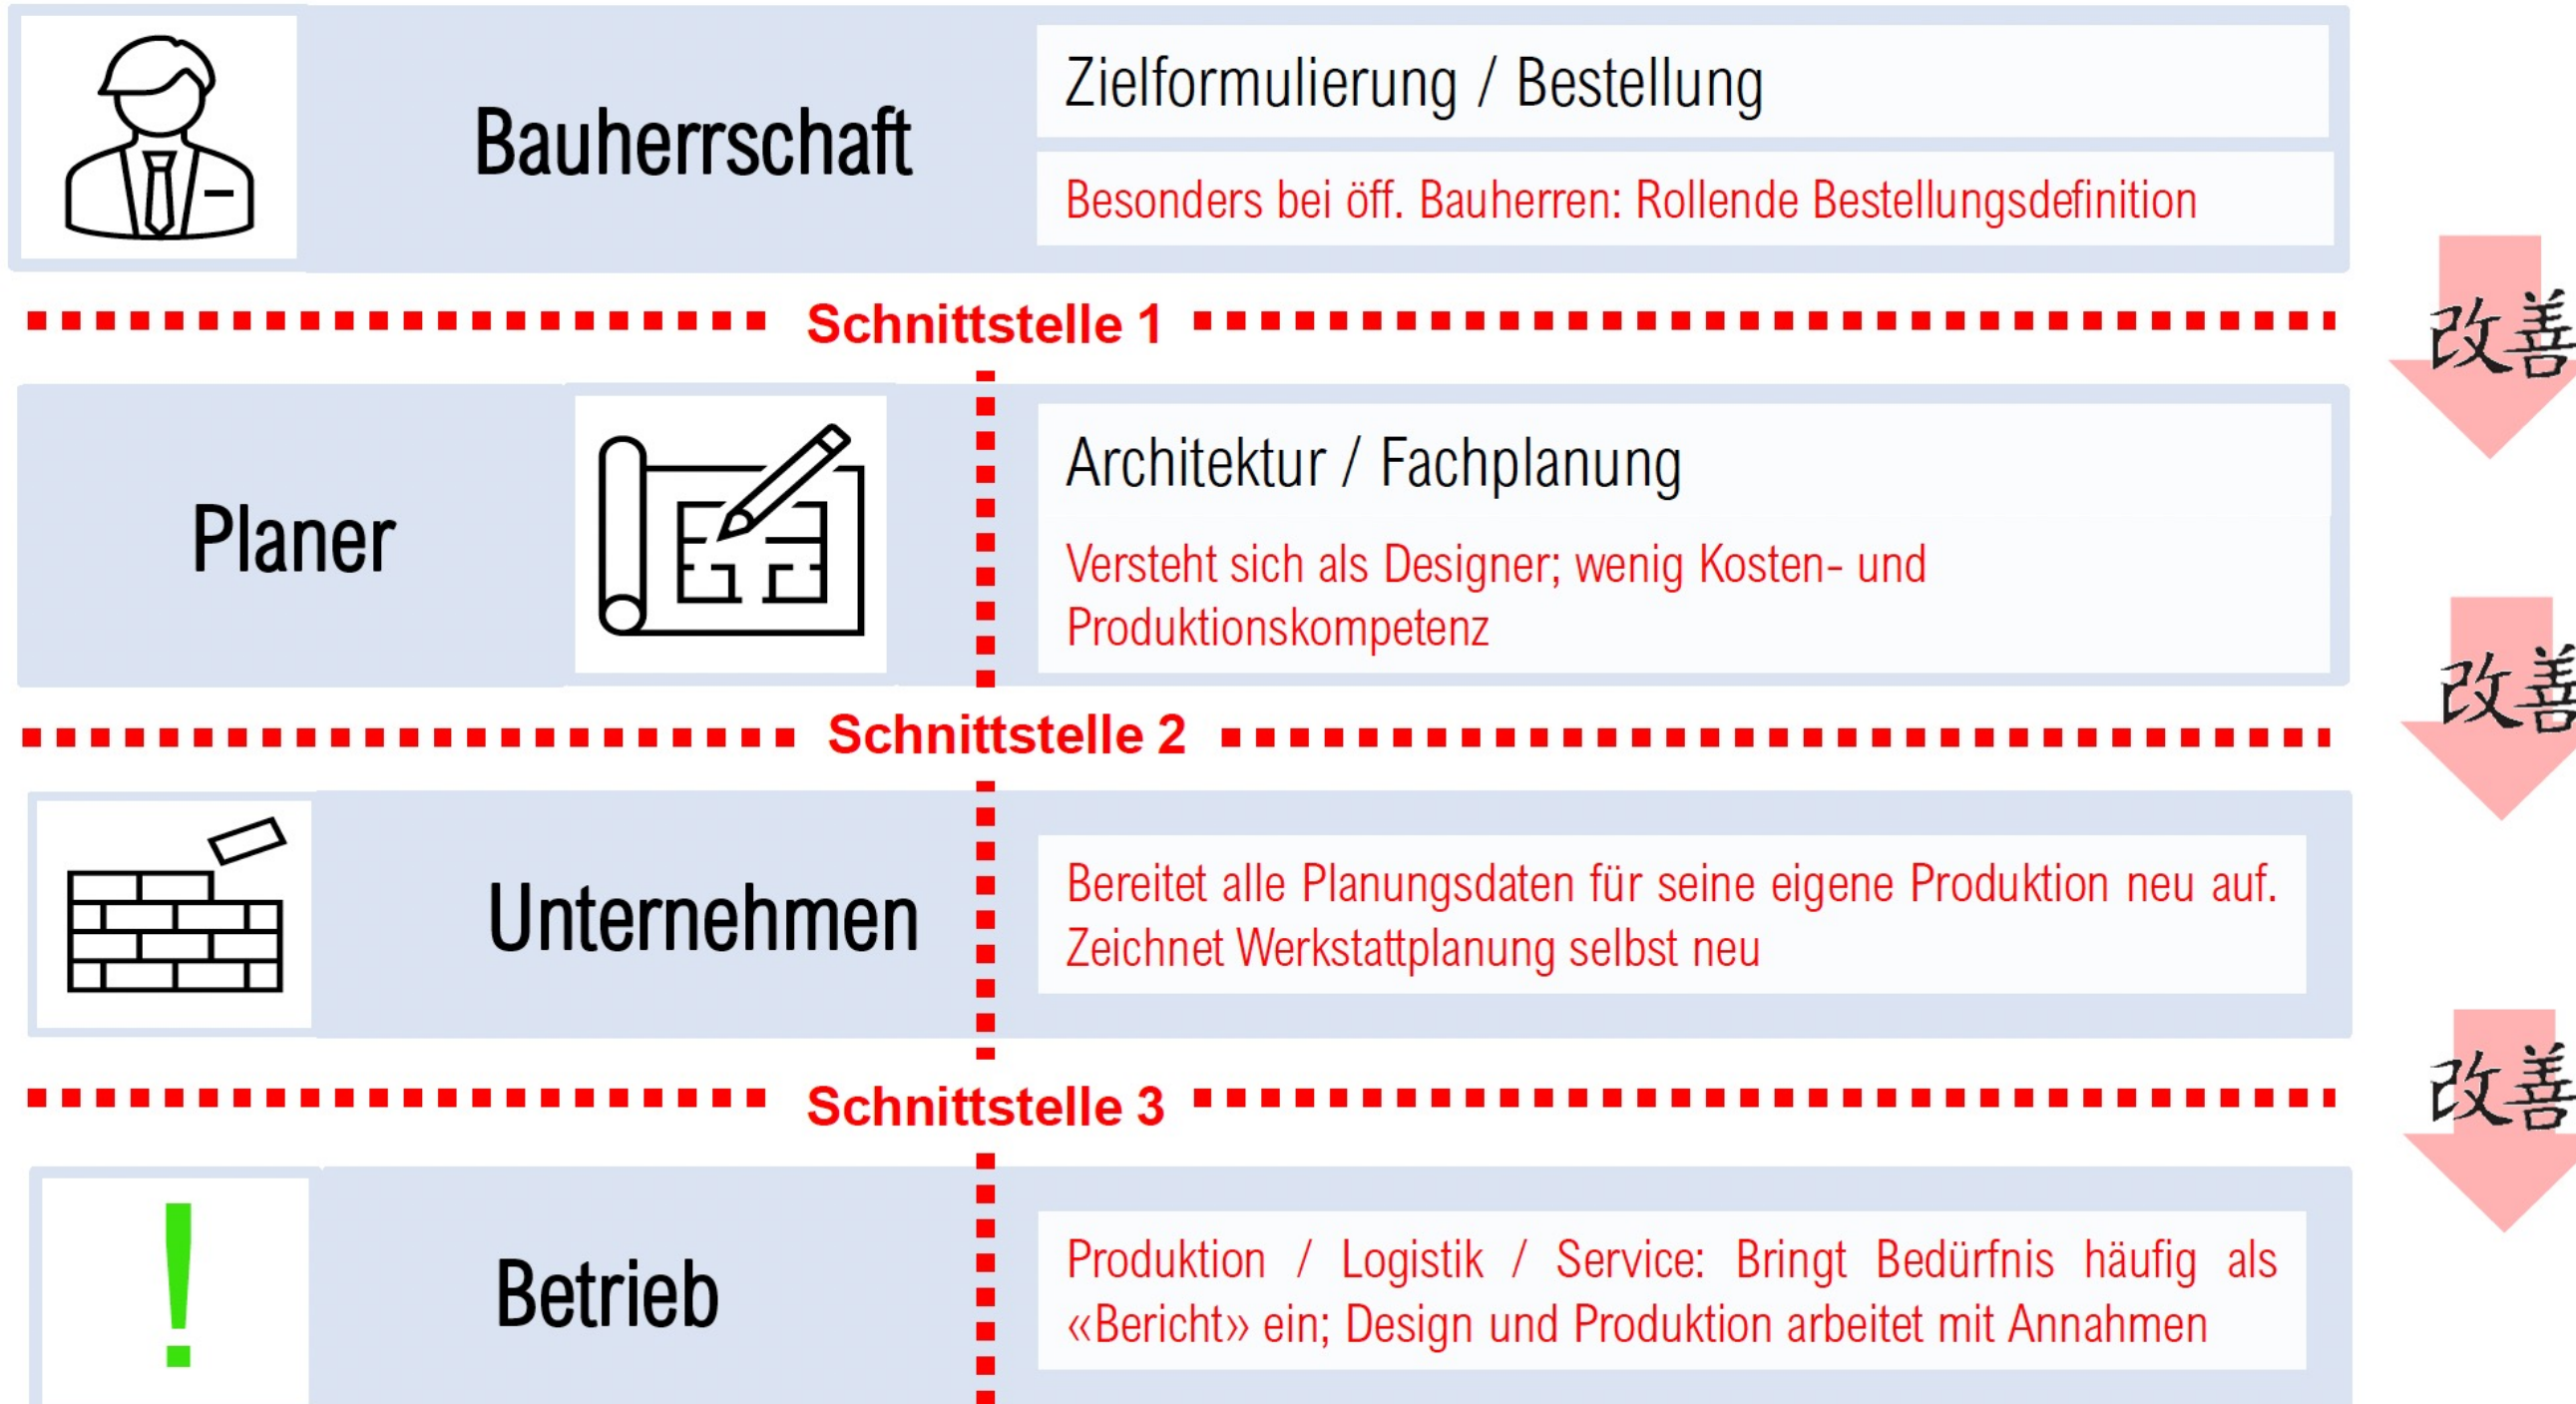 Bauherrschaft
Zielformulierung / Bestellung
Besonders bei öff. Bauherren: Rollende Bestellungsdefinition
Schnittstelle 1
改善
Planer
Architektur / Fachplanung
Versteht sich als Designer; wenig Kosten- und
Produktionskompetenz
改善
Schnittstelle 2
Unternehmen
Bereitet alle Planungsdaten für seine eigene Produktion neu auf.
Zeichnet Werkstattplanung selbst neu
Schnittstelle 3
改善
Betrieb
Produktion / Logistik / Service: Bringt Bedürfnis häufig als
«Bericht» ein; Design und Produktion arbeitet mit Annahmen